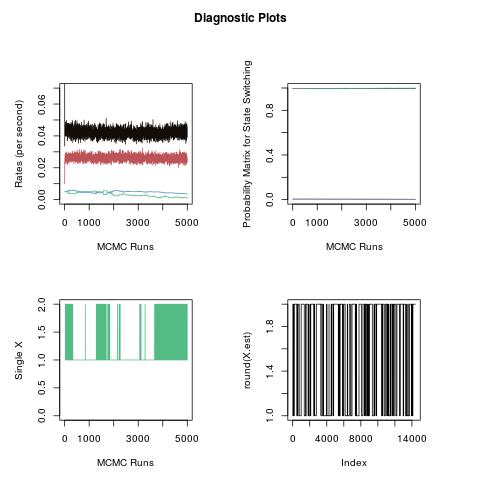 Diagnostic Plots
Rates (per second)
0.00 0.02 0.04 0.06
0 1000 3000 5000
MCMC Runs
Probability Matrix for State Switching
0.0 0.4 0.8
0 1000 3000 5000
MCMC Runs
Single X
0.0 0.5 1.0 1.5 2.0
0 1000 3000 5000
MCMC Runs
round(X.est)
1.0 1.4 1.8
0 4000 8000 14000
Index